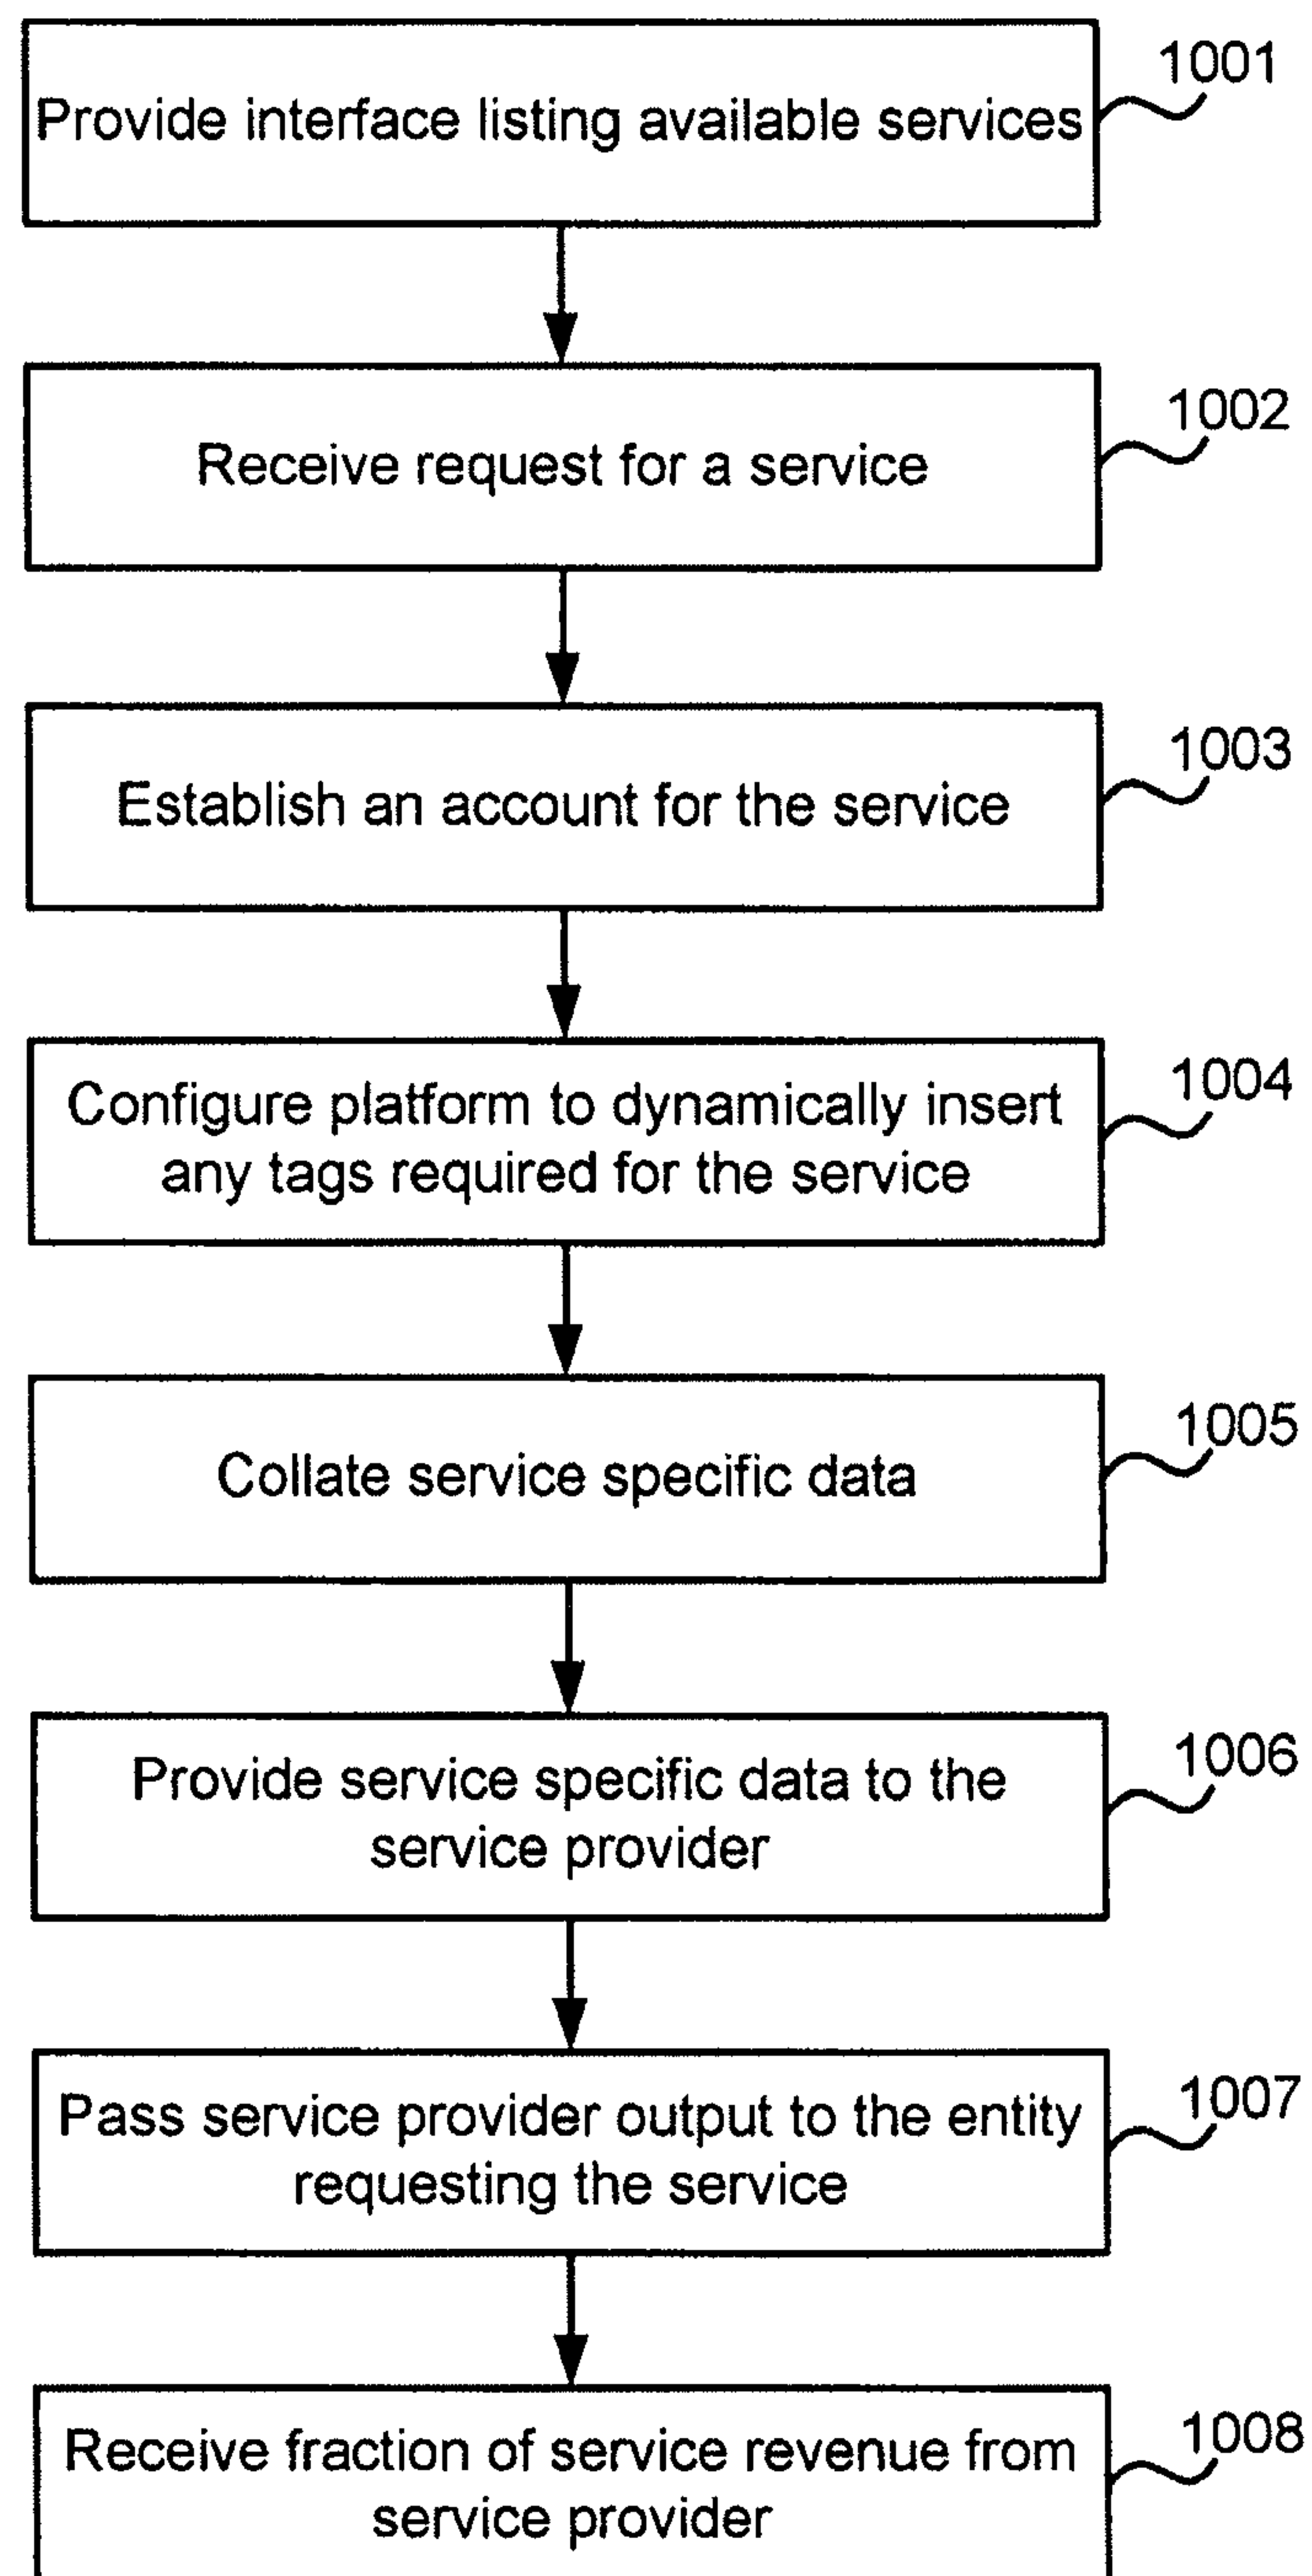 Provide interface listing available services
1001
Receive request for a service
1002
Establish an account for the service
1003
Configure platform to dynamically insert
any tags required for the service
1004
Collate service specific data
1005
Provide service specific data to the
service provider
1006
Pass service provider output to the entity
requesting the service
1007
Receive fraction of service revenue from
service provider
1008